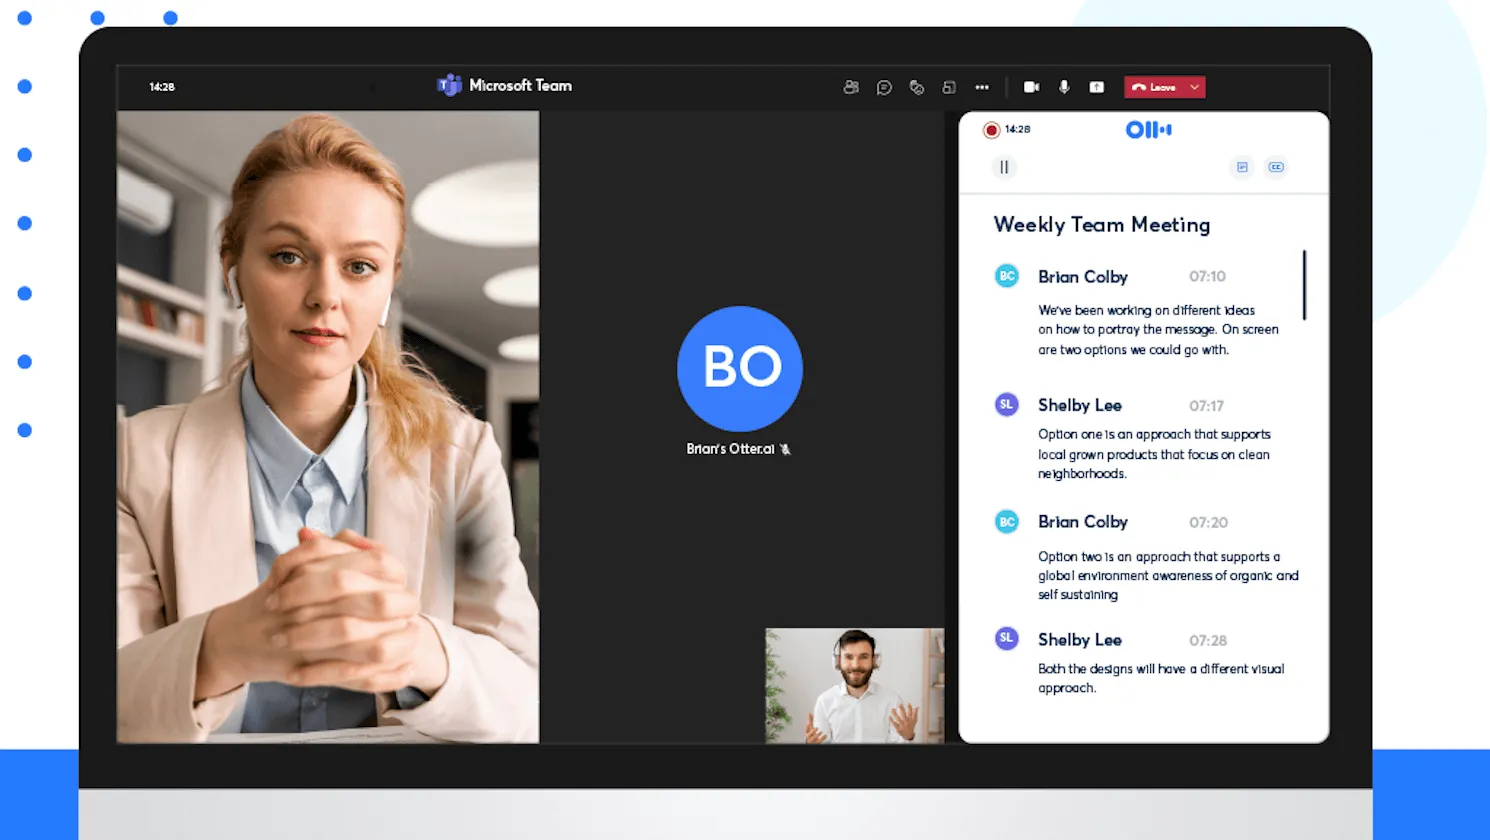 14:28
Microsoft Team
Leave
BO
Brian's Otter.ai
14:28
CC
Weekly Team Meeting
BC
Brian Colby
07:10
We've been working on different ideas
on how to portray the message. On screen
are two options we could go with.
SL
Shelby Lee
07:17
Option one is an approach that supports
local grown products that focus on clean
neighborhoods.
BC
Brian Colby
07:20
Option two is an approach that supports a
global environment awareness of organic and
self sustaining
SL
Shelby Lee
07:28
Both the designs will have a different visual
approach.